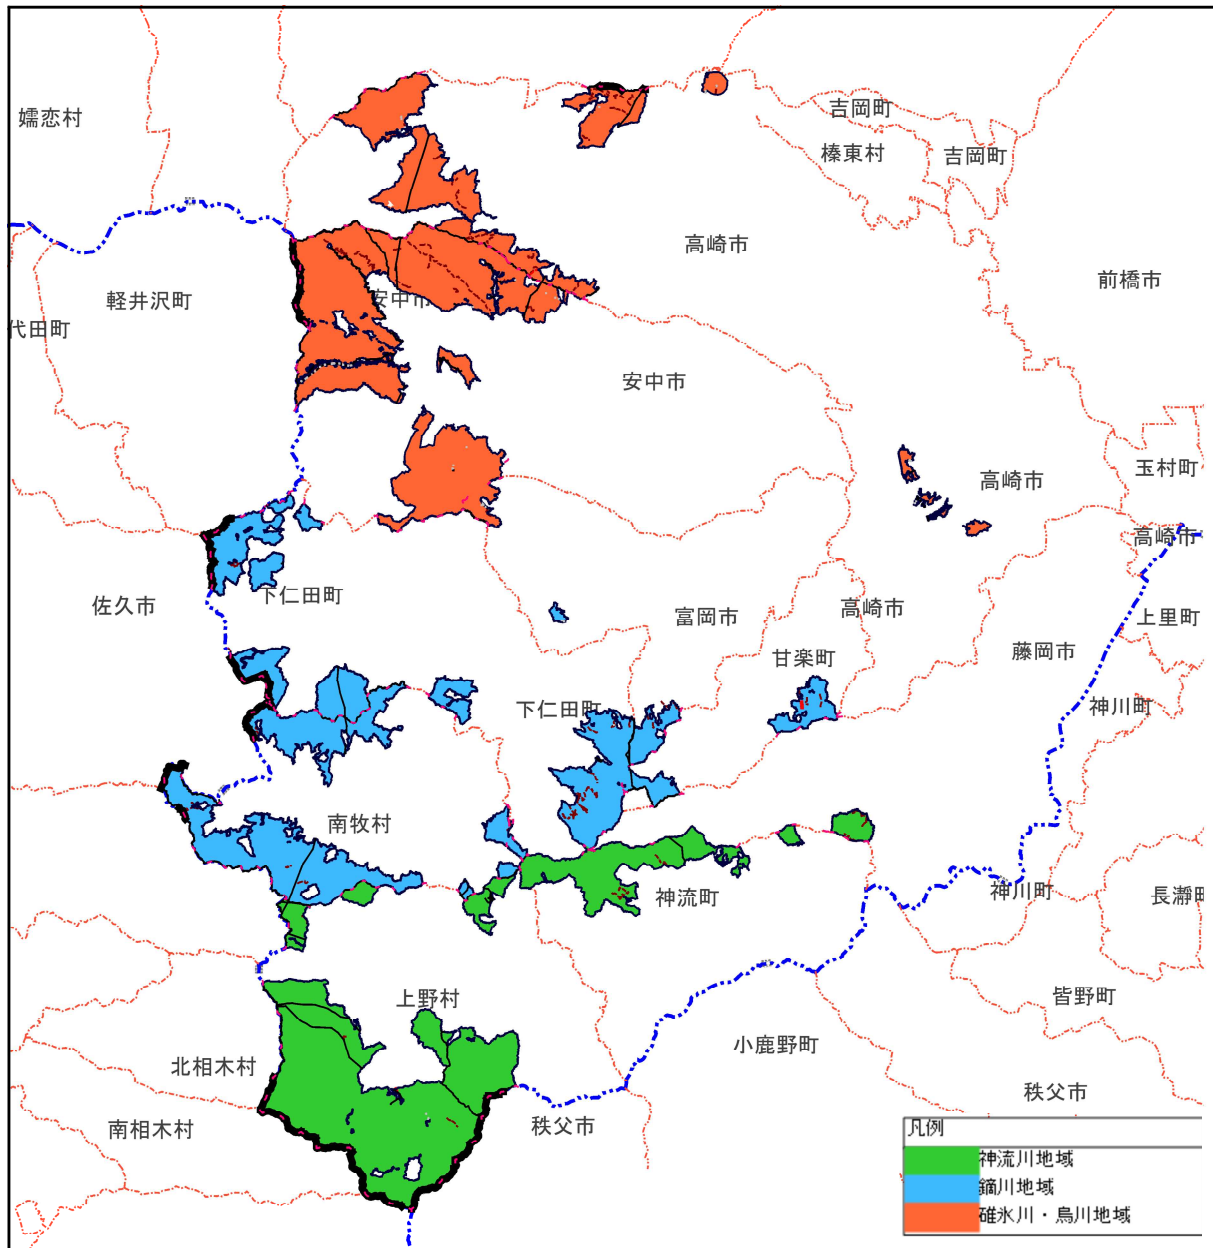 吉岡町
嬬恋村
榛東村
吉岡町
高崎市
前橋市
軽井沢町
安中市
代田町
安中市
玉村町
高崎市
高崎市
佐久市
下仁田町
富岡市
高崎市
上里町
甘楽町
藤岡市
下仁田町
神川町
南牧村
神流町
神川町
長瀞町
上野村
皆野町
小鹿野町
北相木村
秩父市
南相木村
秩父市
凡例
神流川地域
鏑川地域
碓氷川・烏川地域